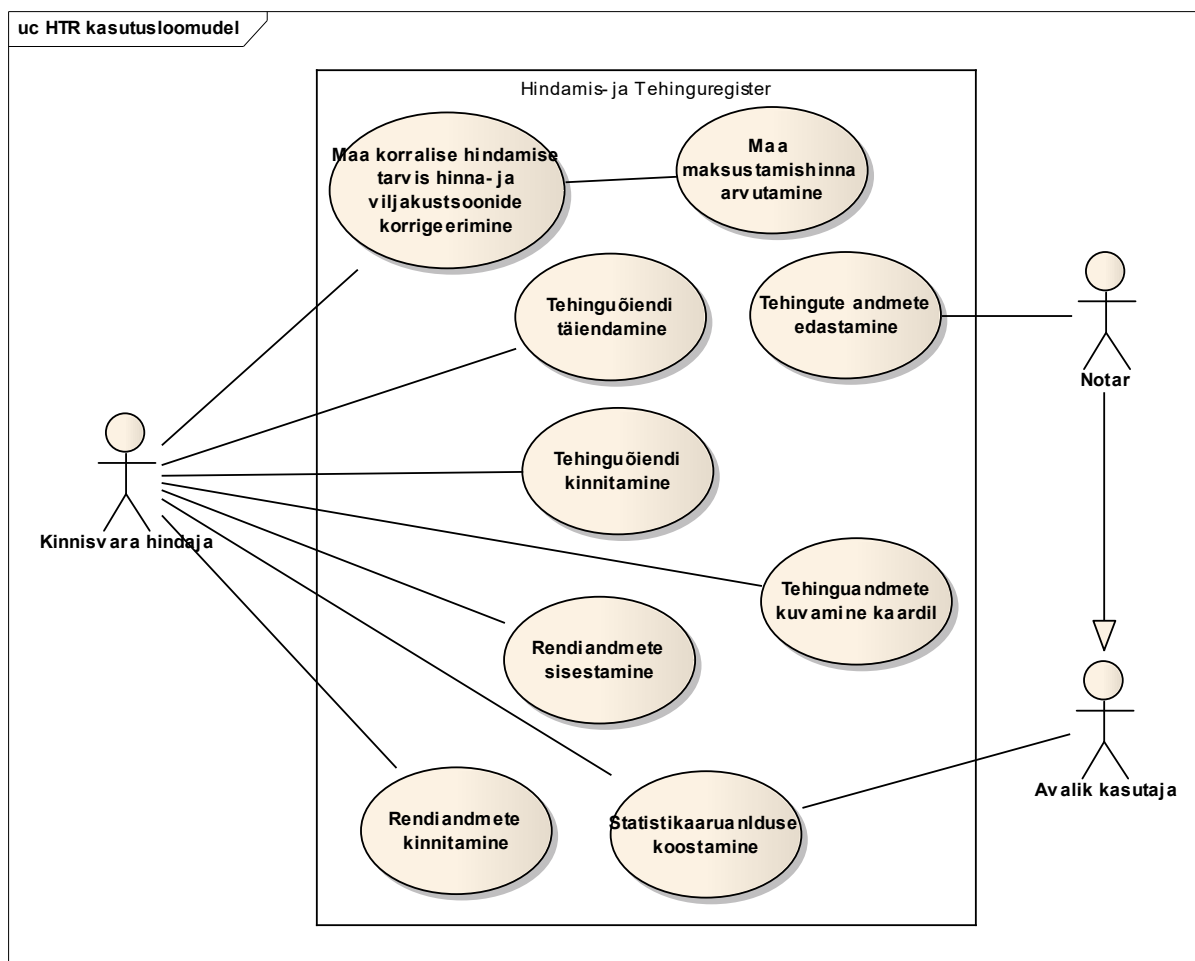 uc HTR kasutusloomudel
Hindamis- ja Tehinguregister
Maa korralise hindamise
tarvis hinna- ja
viljakustsoonide
korrigeerimine
Maa
maksustamishinna
arvutamine
Tehinguõiendi
täiendamine
Tehingute andmete
edastamine
Notar
Tehinguõiendi
kinnitamine
Kinnisvara hindaja
Tehinguandmete
kuvamine kaardil
Rendiandmete
sisestamine
Avalik kasutaja
Rendiandmete
kinnitamine
Statistikaaruanlduse
koostamine